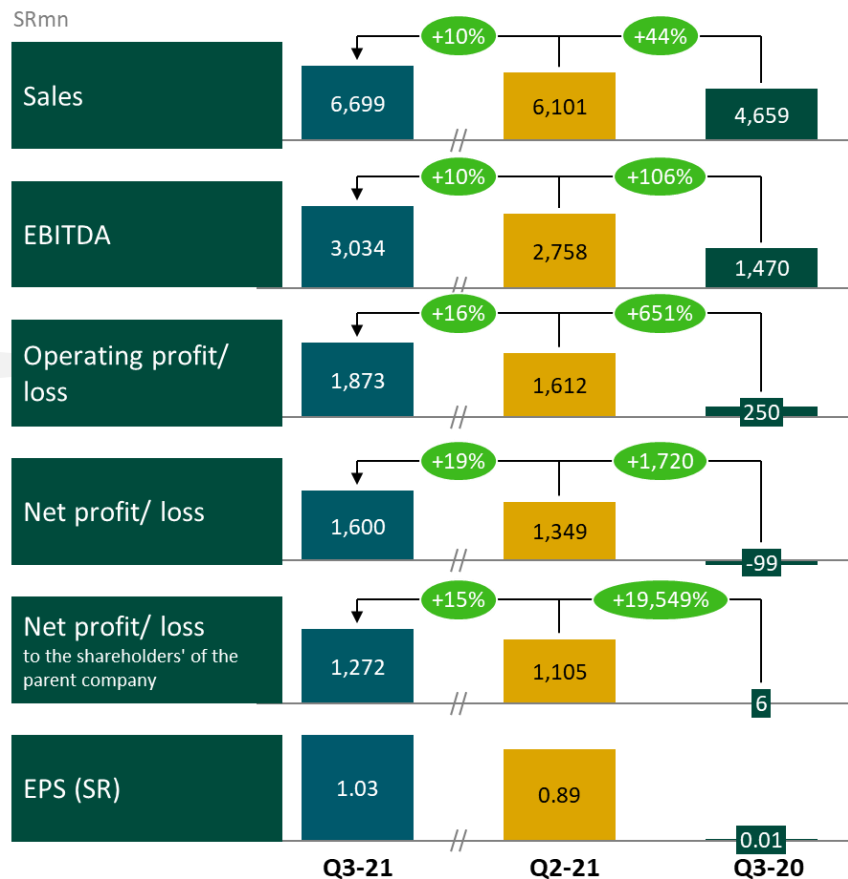 SRmn
+10%
+44%
Sales
6,699
6,101
4,659
+10%
+106%
EBITDA
3,034
2,758
1,470
+16%
+651%
Operating profit/
loss
1,873
1,612
250
+19%
+1,720
Net profit/ loss
1,600
1,349
-99
+15%
+19,549%
Net profit/ loss
to the shareholders' of the
parent company
1,272
1,105
6
EPS (SR)
1.03
0.89
0.01
Q3-21
Q2-21
Q3-20